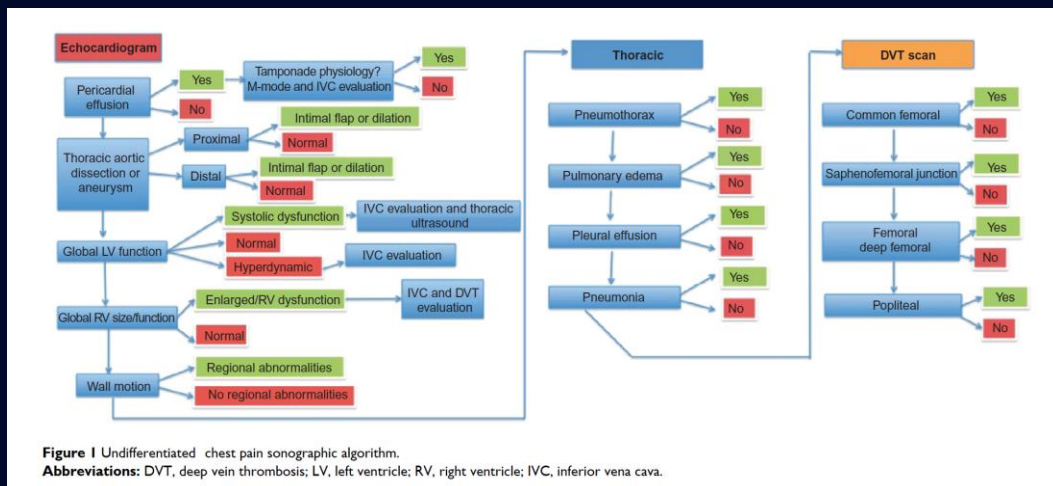 Echocardiogram
Pericardial
effusion
Yes
No
Tamponade physiology?
M-mode and IVC evaluation
Yes
No
Thoracic aortic
dissection or
aneurysm
Proximal
Intimal flap or dilation
Normal
Distal
Intimal flap or dilation
Normal
Global LV function
Systolic dysfunction
IVC evaluation and thoracic
ultrasound
Normal
Hyperdynamic
IVC evaluation
Global RV size/function
Enlarged/RV dysfunction
IVC and DVT
evaluation
Normal
Wall motion
Regional abnormalities
No regional abnormalities
Thoracic
Pneumothorax
Yes
No
Pulmonary edema
Yes
No
Pleural effusion
Yes
No
Pneumonia
Yes
No
DVT scan
Common femoral
Yes
No
Saphenofemoral junction
Yes
No
Femoral
deep femoral
Yes
No
Popliteal
Yes
No
Figure 1 Undifferentiated chest pain sonographic algorithm.
Abbreviations: DVT, deep vein thrombosis; LV, left ventricle; RV, right ventricle; IVC, inferior vena cava.